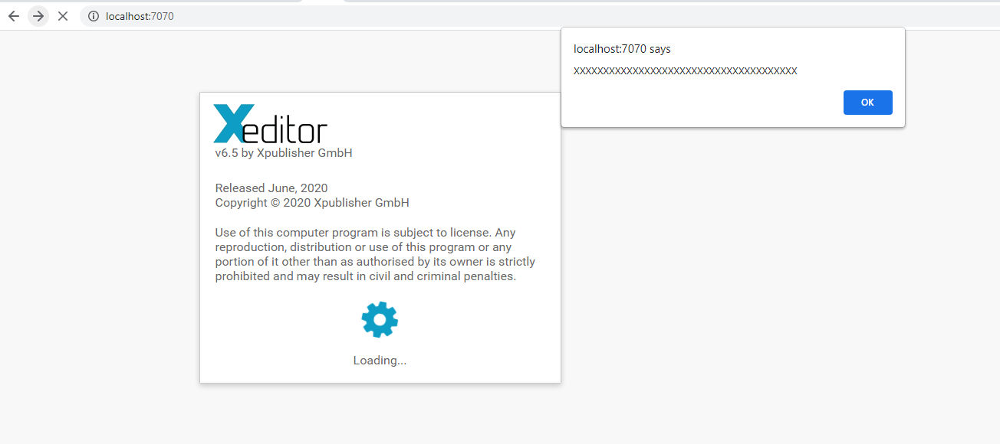 localhost:7070
localhost:7070 says
XXXXXXXXXXXXXXXXXXXXXXXXXXXXXXXXXXXXXX
OK
Xeditor
v6.5 by Xpublisher GmbH
Released June, 2020
Copyright © 2020 Xpublisher GmbH
Use of this computer program is subject to license. Any
reproduction, distribution or use of this program or any
portion of it other than as authorised by its owner is strictly
prohibited and may result in civil and criminal penalties.
Loading...